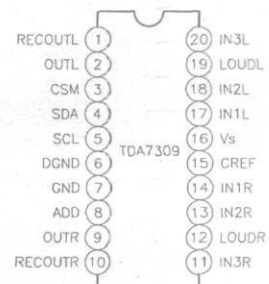 RECOUTL 1 20 IN3L
OUTL 2 19 LOUDL
CSM 3 18 IN2L
SDA 4 17 IN1L
SCL 5 16 Vs
TDA7309
DGND 6 15 CREF
GND 7 14 IN1R
ADD 8 13 IN2R
OUTR 9 12 LOUDR
RECOUTR 10 11 IN3R